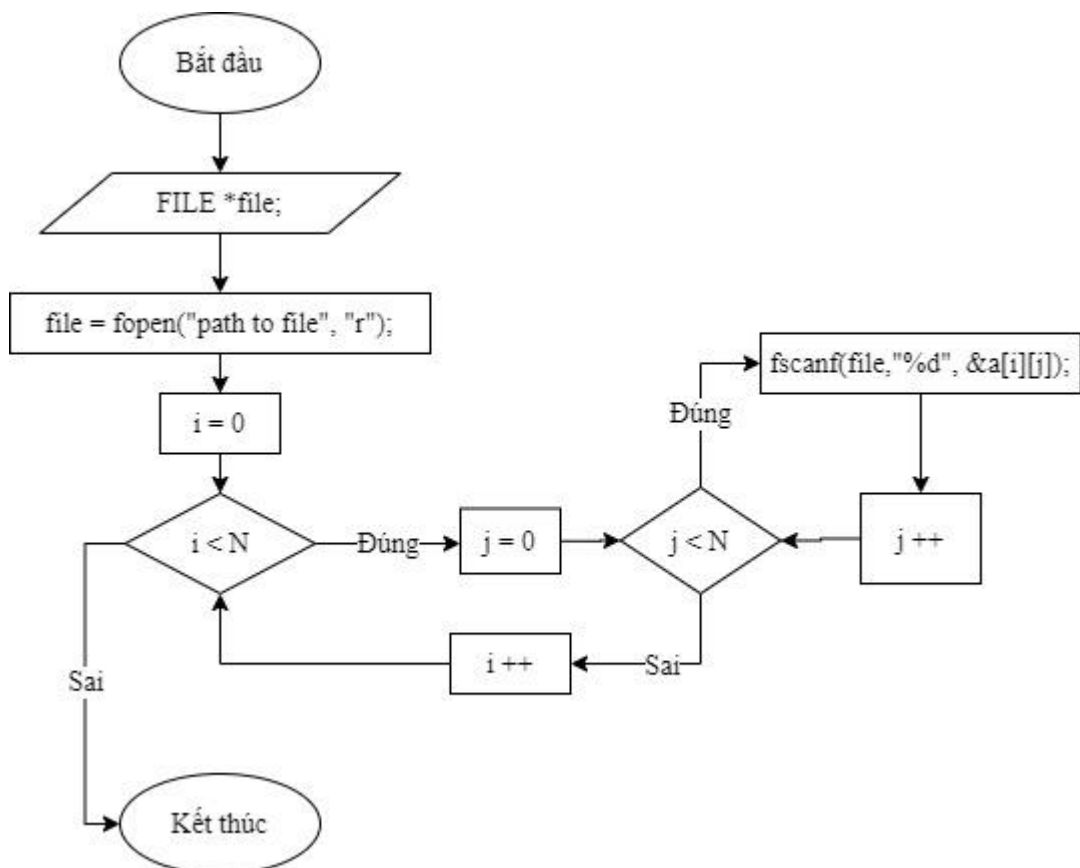 Bắt đầu
FILE *file;
file = fopen("path to file", "r");
i = 0
i < N
Đúng
j = 0
j < N
Đúng
fscanf(file,"%d", &a[i][j]);
j ++
Sai
i ++
Sai
Kết thúc